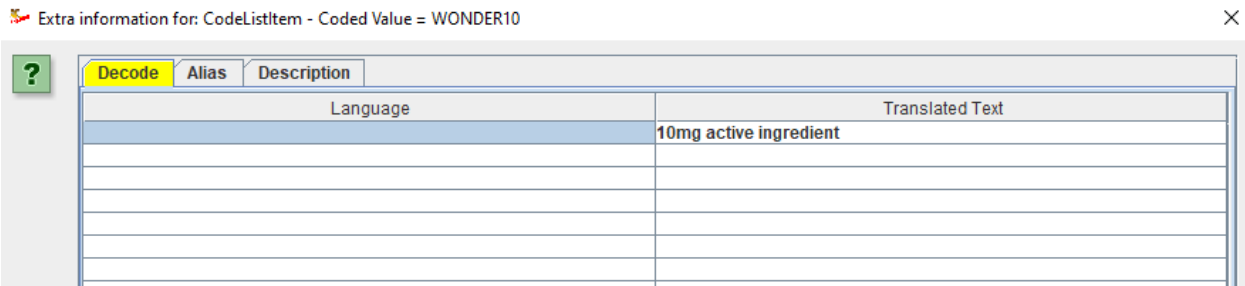 Extra information for: CodeListItem - Coded Value = WONDER10
?
Decode Alias Description
Language Translated Text
10mg active ingredient